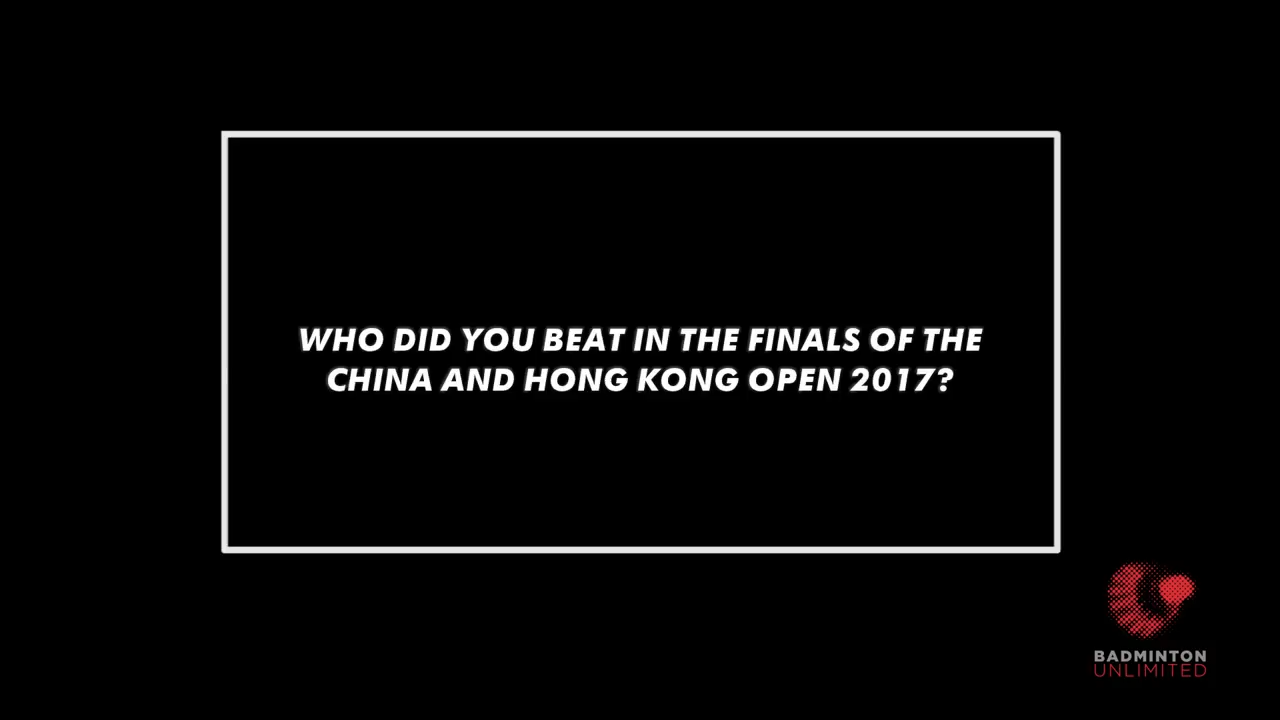 WHO DID YOU BEAT IN THE FINALS OF THE
CHINA AND HONG KONG OPEN 2017?
BADMINTON
UNLIMITED